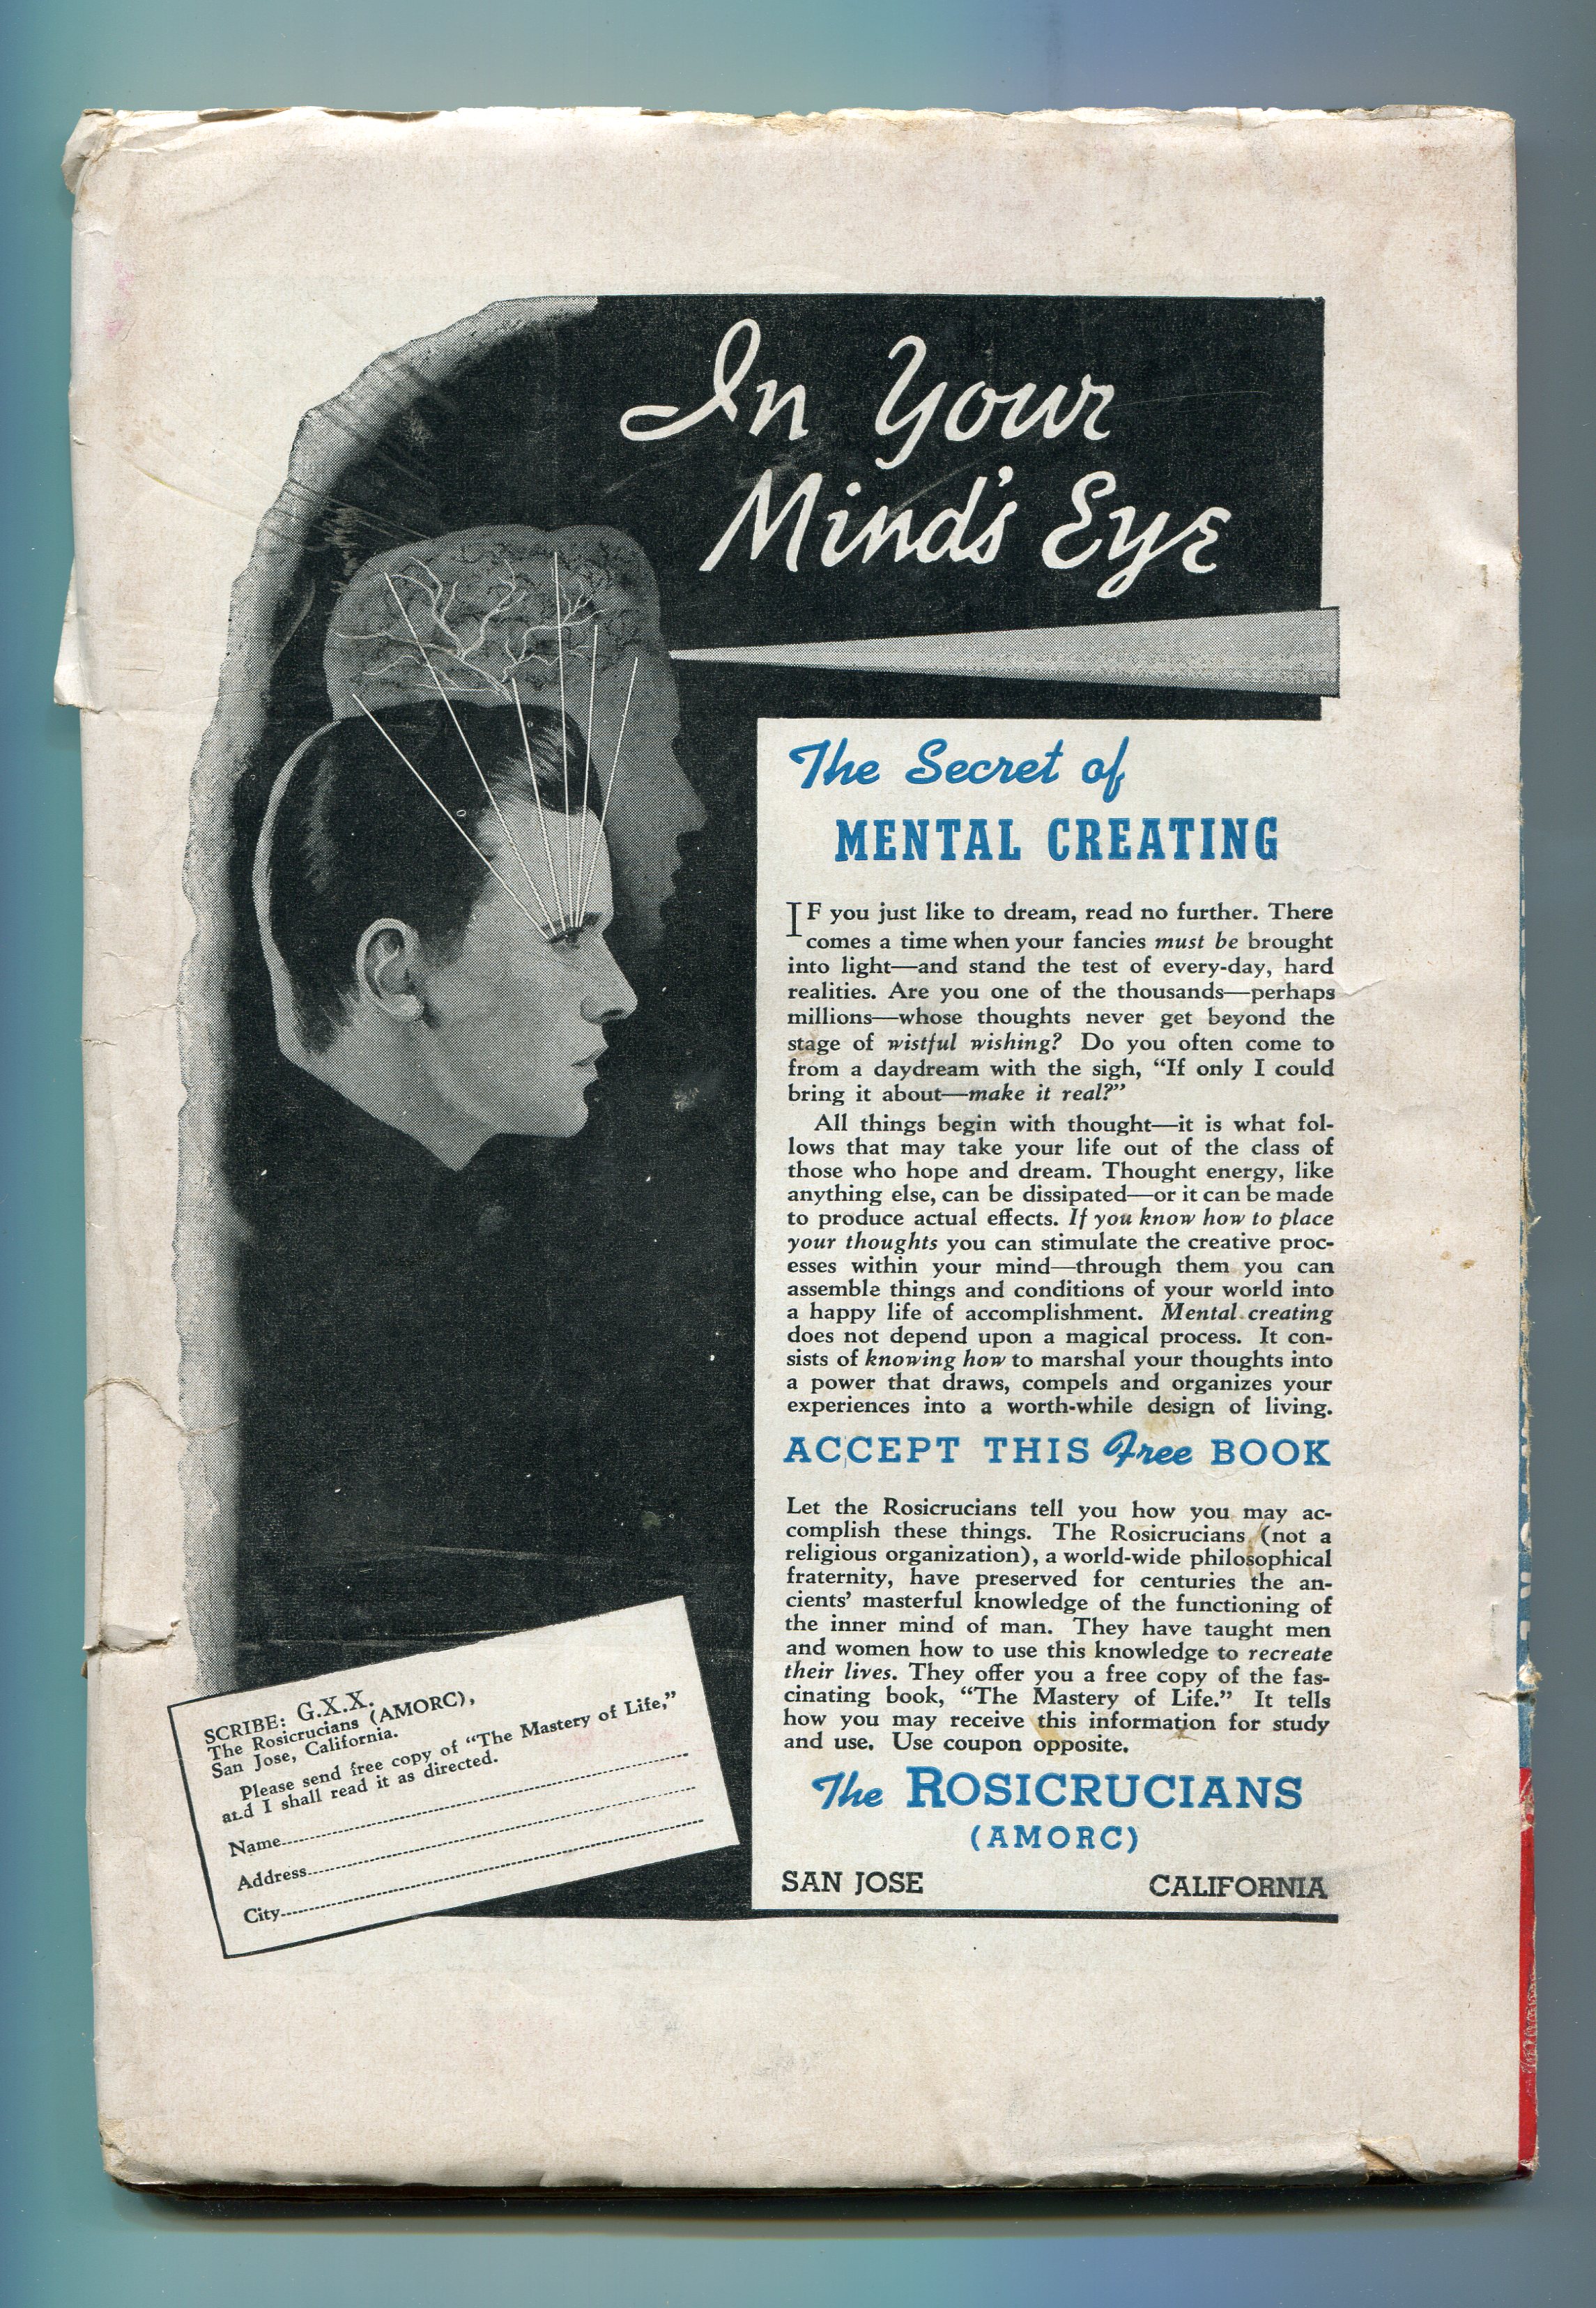 In Your
Mind's Eye
The Secret of
MENTAL CREATING
IF you just like to dream, read no further. There
comes a time when your fancies must be brought
into light—and stand the test of every-day, hard
realities. Are you one of the thousands—perhaps
millions—whose thoughts never get beyond the
stage of wistful wishing? Do you often come to
from a daydream with the sigh, “If only I could
bring it about—make it real?”
All things begin with thought—it is what fol-
lows that may take your life out of the class of
those who hope and dream. Thought energy, like
anything else, can be dissipated—or it can be made
to produce actual effects. If you know how to place
your thoughts you can stimulate the creative proc-
esses within your mind—through them you can
assemble things and conditions of your world into
a happy life of accomplishment. Mental creating
does not depend upon a magical process. It con-
sists of knowing how to marshal your thoughts into
a power that draws, compels and organizes your
experiences into a worth-while design of living.
ACCEPT THIS Free BOOK
Let the Rosicrucians tell you how you may ac-
complish these things. The Rosicrucians (not a
religious organization), a world-wide philosophical
fraternity, have preserved for centuries the an-
cients’ masterful knowledge of the functioning of
the inner mind of man. They have taught men
and women how to use this knowledge to recreate
their lives. They offer you a free copy of the fas-
cinating book, “The Mastery of Life.” It tells
how you may receive this information for study
and use. Use coupon opposite.
The ROSICRUCIANS
(AMORC)
SAN JOSE CALIFORNIA
SCRIBE: G.X.X.
The Rosicrucians (AMORC),
San Jose, California.
Please send free copy of “The Mastery of Life,”
and I shall read it as directed.
Name
Address
City